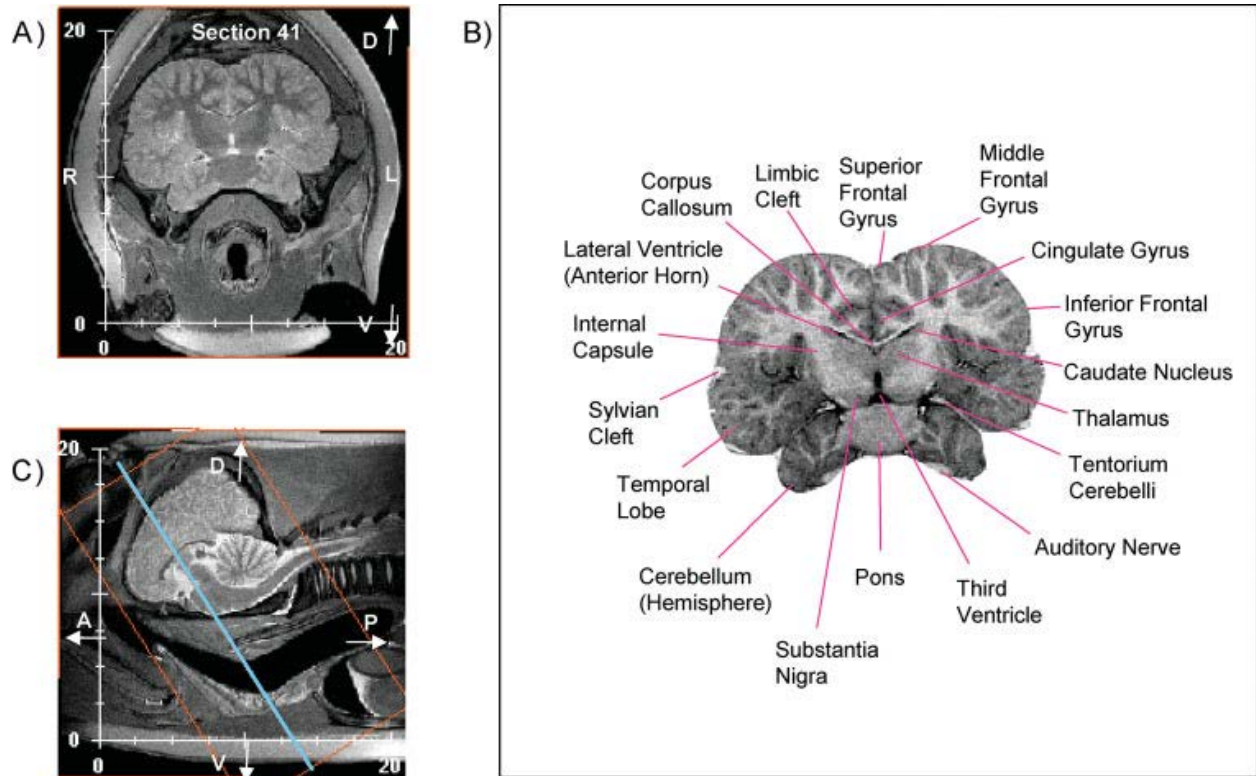 A)
Section 41
D
20
R
L
0
V
0
20
B)
Corpus
Callosum
Limbic
Cleft
Superior
Frontal
Gyrus
Middle
Frontal
Gyrus
Lateral Ventricle
(Anterior Horn)
Cingulate Gyrus
Internal
Capsule
Inferior Frontal
Gyrus
Caudate Nucleus
Sylvian
Cleft
Thalamus
Temporal
Lobe
Tentorium
Cerebelli
Auditory Nerve
Cerebellum
(Hemisphere)
Pons
Third
Ventricle
Substantia
Nigra
C)
20
D
A
P
0
V
0
20